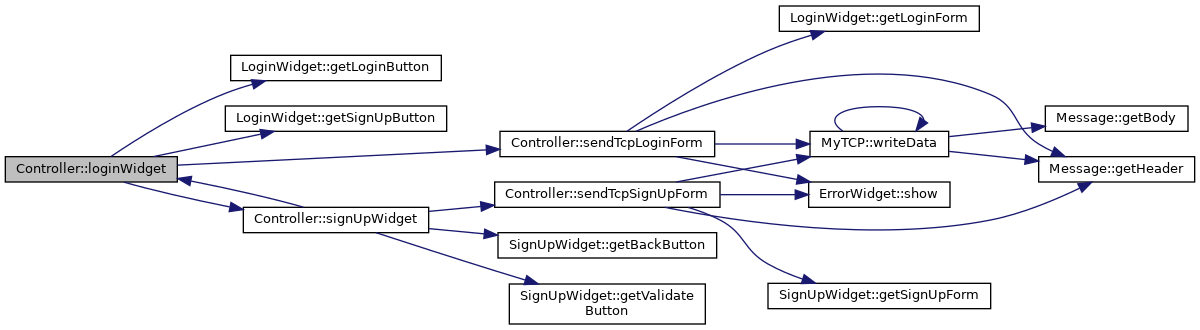 LoginWidget::getLoginForm
LoginWidget::getLoginButton
LoginWidget::getSignUpButton
Message::getBody
Controller::sendTcpLoginForm
MyTCP::writeData
Controller::loginWidget
Message::getHeader
Controller::sendTcpSignUpForm
ErrorWidget::show
Controller::signUpWidget
SignUpWidget::getBackButton
SignUpWidget::getValidate
Button
SignUpWidget::getSignUpForm